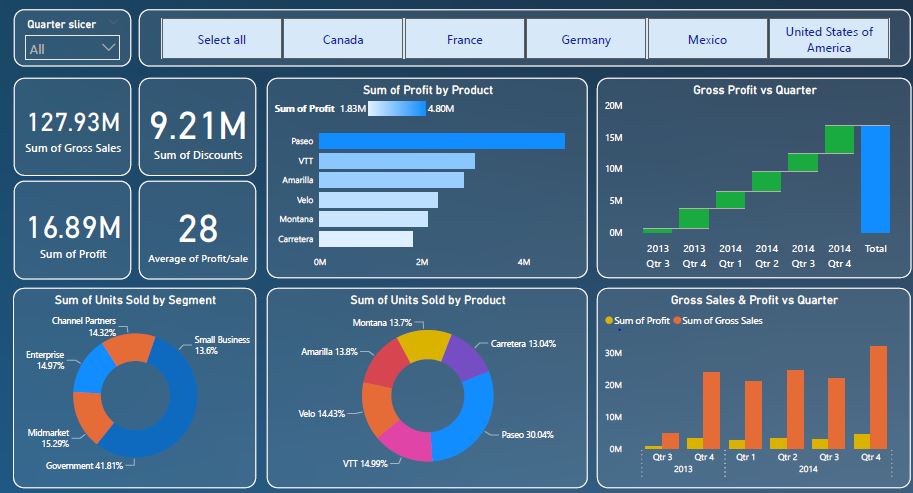 Quarter slicer
All
Select all
Canada
France
Germany
Mexico
United States of
America
127.93M
Sum of Gross Sales
9.21M
Sum of Discounts
16.89M
Sum of Profit
28
Average of Profit/sale
Sum of Profit by Product
Sum of Profit 1.83M 4.80M
Paseo
VTT
Amarilla
Velo
Montana
Carretera
0M 2M 4M
Gross Profit vs Quarter
20M
15M
10M
5M
0M
2013 2013 2014 2014 2014 2014 Total
Qtr 3 Qtr 4 Qtr 1 Qtr 2 Qtr 3 Qtr 4
Sum of Units Sold by Segment
Channel Partners
14.32%
Small Business
13.6%
Enterprise
14.97%
Midmarket
15.29%
Government 41.81%
Sum of Units Sold by Product
Montana 13.7%
Carretera 13.04%
Amarilla 13.8%
Velo 14.43%
Paseo 30.04%
VTT 14.99%
Gross Sales & Profit vs Quarter
Sum of Profit Sum of Gross Sales
30M
20M
10M
0M
Qtr 3 Qtr 4 Qtr 1 Qtr 2 Qtr 3 Qtr 4
2013 2014